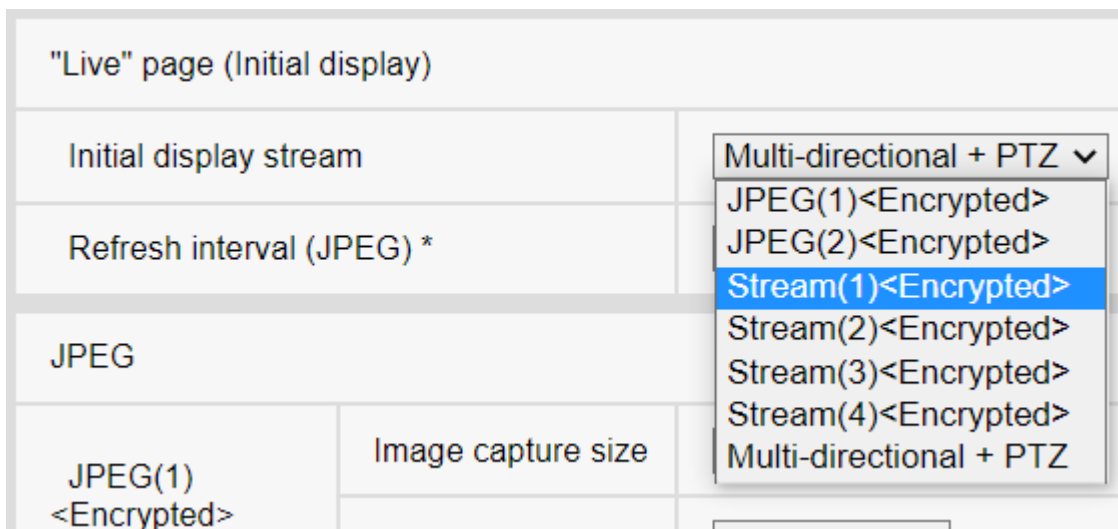 "Live" page (Initial display)
Initial display stream
Multi-directional + PTZ
JPEG(1)<Encrypted>
JPEG(2)<Encrypted>
Stream(1)<Encrypted>
Stream(2)<Encrypted>
Stream(3)<Encrypted>
Stream(4)<Encrypted>
Multi-directional + PTZ
Refresh interval (JPEG) *
JPEG
JPEG(1)
<Encrypted>
Image capture size